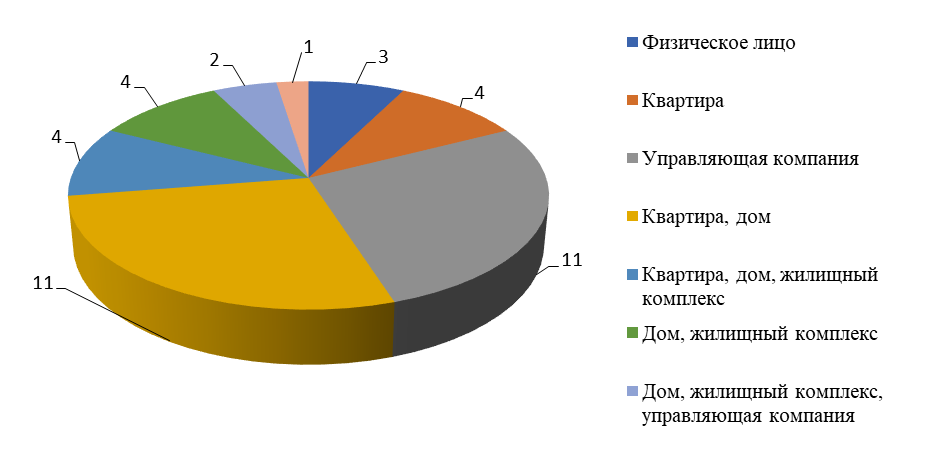 1
2
3
4
4
4
11
11
Физическое лицо
Квартира
Управляющая компания
Квартира, дом
Квартира, дом, жилищный
комплекс
Дом, жилищный комплекс
Дом, жилищный комплекс,
управляющая компания